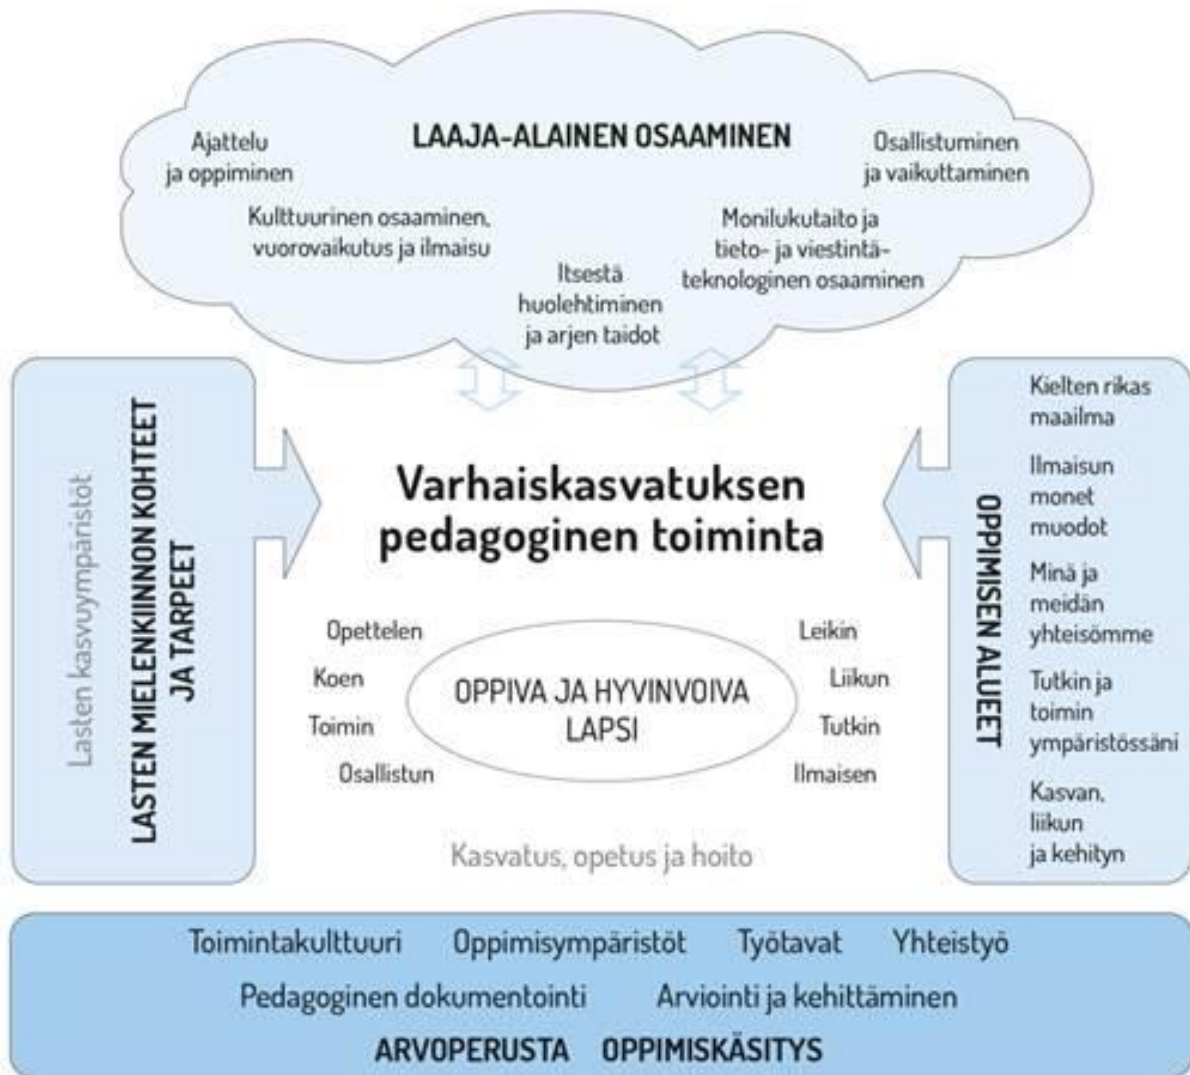 LAAJA-ALAINEN OSAAMINEN
Ajattelu
ja oppiminen
Kulttuurinen osaaminen,
vuorovaikutus ja ilmaisu
Itsestä
huolehtiminen
ja arjen taidot
Monilukutaito ja
tieto- ja viestintä-
teknologinen osaaminen
Osallistuminen
ja vaikuttaminen
Lasten kasvuympäristöt
LASTEN MIELENKIINNON KOHTEET
JA TARPEET
Varhaiskasvatuksen
pedagoginen toiminta
Opettelen
Koen
Toimin
Osallistun
OPPIVA JA HYVINVOIVA
LAPSI
Leikin
Liikun
Tutkin
Ilmaisen
Kasvatus, opetus ja hoito
OPPIMISEN ALUEET
Kielten rikas
maailma
Ilmaisun
monet
muodot
Minä ja
meidän
yhteisömme
Tutkin ja
toimin
ympäristössäni
Kasvan,
liikun
ja kehityn
Toimintakulttuuri Oppimisympäristöt Työtavat Yhteistyö
Pedagoginen dokumentointi Arviointi ja kehittäminen
ARVOPERUSTA OPPIMISKÄSITYS